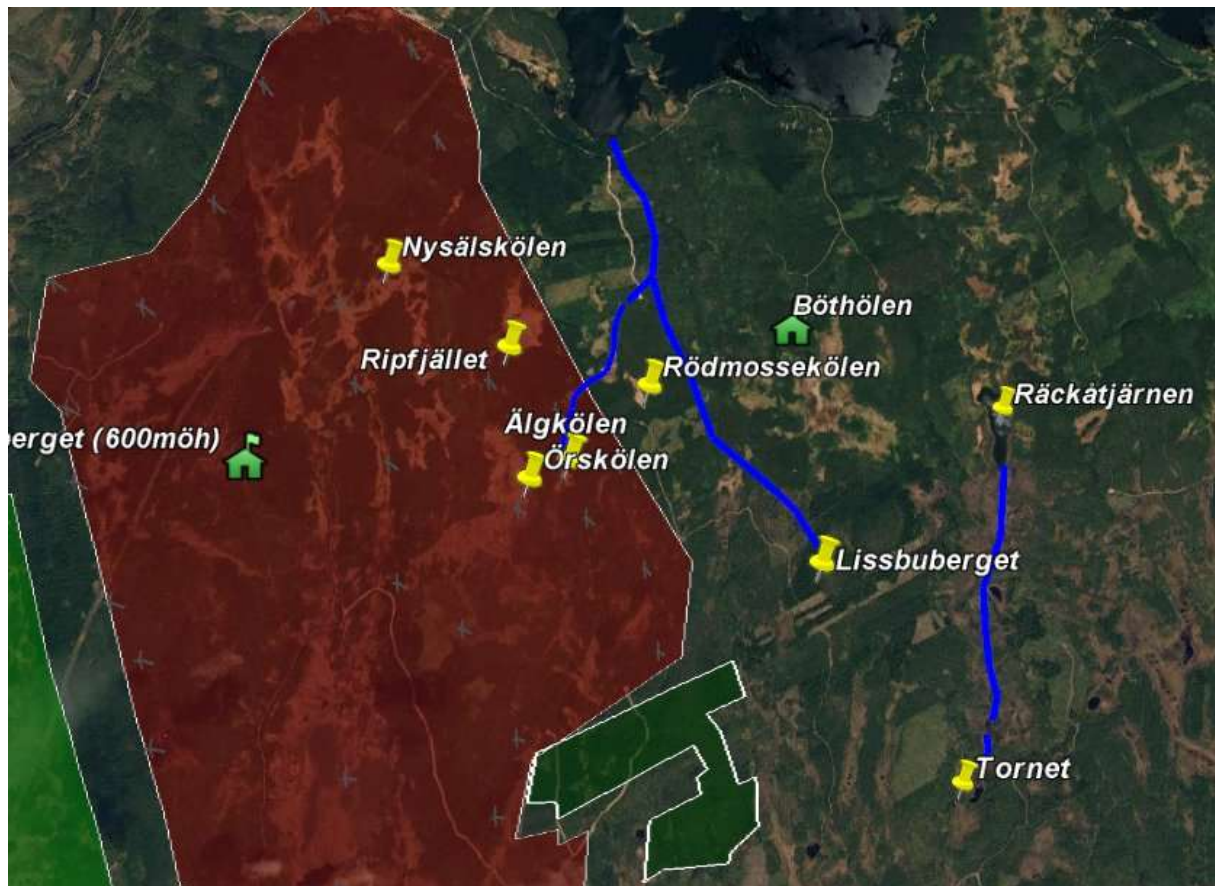 Nysälskölen
Böthölen
Ripfjället
Rödmossekölen
Räckåtjärnen
Älgkölen
berget (600möh)
Örskölen
Lissbuberget
Tornet